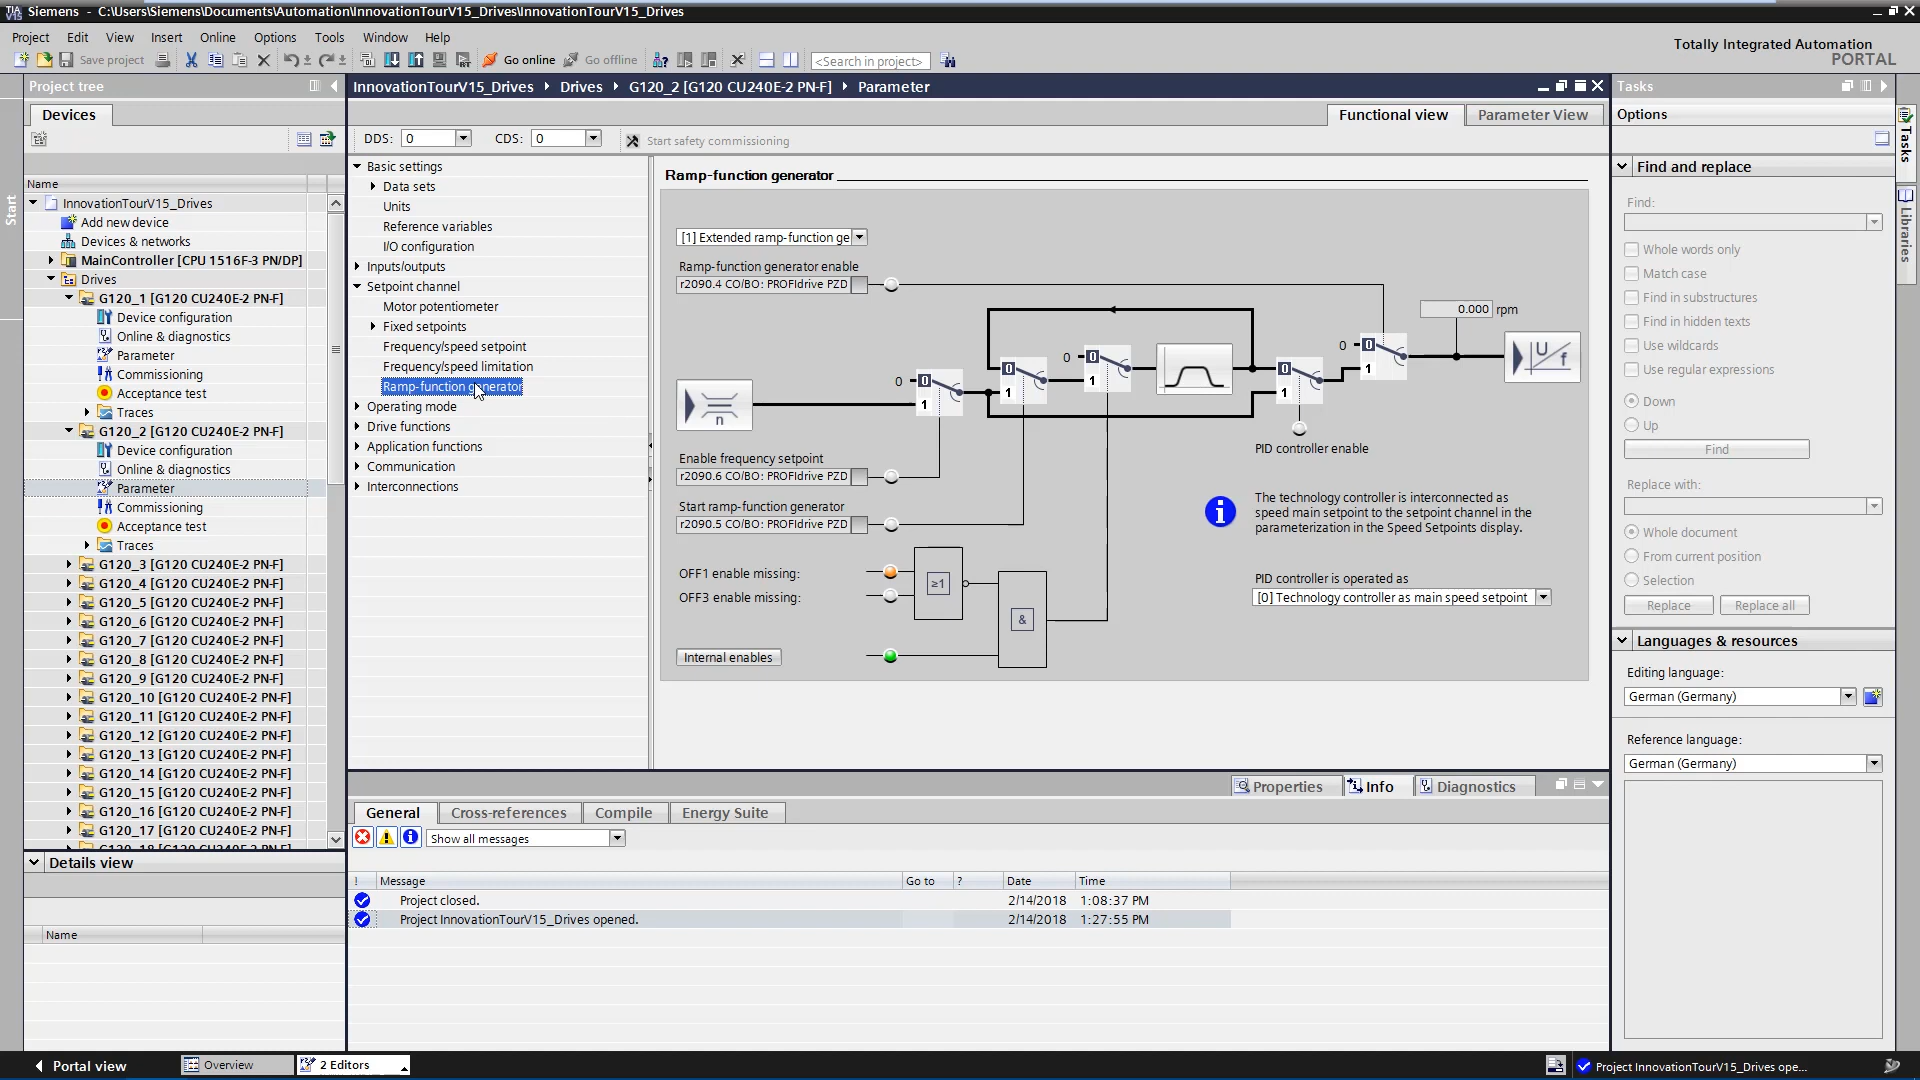 Siemens - C:\Users\Siemens\Documents\Automation\InnovationTourV15_Drives\InnovationTourV15_Drives
Project Edit View Insert Online Options Tools Window Help
Totally Integrated Automation
PORTAL
Save project
Go online
Go offline
<Search in project>
Project tree
Devices
Start
Name
InnovationTourV15_Drives
Add new device
Devices & networks
MainController [CPU 1516F-3 PN/DP]
Drives
G120_1 [G120 CU240E-2 PN-F]
Device configuration
Online & diagnostics
Parameter
Commissioning
Acceptance test
Traces
G120_2 [G120 CU240E-2 PN-F]
Device configuration
Online & diagnostics
Parameter
Commissioning
Acceptance test
Traces
G120_3 [G120 CU240E-2 PN-F]
G120_4 [G120 CU240E-2 PN-F]
G120_5 [G120 CU240E-2 PN-F]
G120_6 [G120 CU240E-2 PN-F]
G120_7 [G120 CU240E-2 PN-F]
G120_8 [G120 CU240E-2 PN-F]
G120_9 [G120 CU240E-2 PN-F]
G120_10 [G120 CU240E-2 PN-F]
G120_11 [G120 CU240E-2 PN-F]
G120_12 [G120 CU240E-2 PN-F]
G120_13 [G120 CU240E-2 PN-F]
G120_14 [G120 CU240E-2 PN-F]
G120_15 [G120 CU240E-2 PN-F]
G120_16 [G120 CU240E-2 PN-F]
G120_17 [G120 CU240E-2 PN-F]
Details view
Name
InnovationTourV15_Drives Drives G120_2 [G120 CU240E-2 PN-F] Parameter
Functional view
Parameter View
DDS: 0
CDS: 0
Start safety commissioning
Basic settings
Data sets
Units
Reference variables
I/O configuration
Inputs/outputs
Setpoint channel
Motor potentiometer
Fixed setpoints
Frequency/speed setpoint
Frequency/speed limitation
Ramp-function generator
Operating mode
Drive functions
Application functions
Communication
Interconnections
Ramp-function generator
[1] Extended ramp-function ge
Ramp-function generator enable
r2090.4 CO/BO: PROFIdrive PZD
0.000 rpm
0
0
1
0
0
1
0
1
0
0
1
0
1
n
U/f
Enable frequency setpoint
r2090.6 CO/BO: PROFIdrive PZD
Start ramp-function generator
r2090.5 CO/BO: PROFIdrive PZD
PID controller enable
The technology controller is interconnected as
speed main setpoint to the setpoint channel in the
parameterization in the Speed Setpoints display.
OFF1 enable missing:
OFF3 enable missing:
≥1
&
PID controller is operated as
[0] Technology controller as main speed setpoint
Internal enables
Properties
Info
Diagnostics
General
Cross-references
Compile
Energy Suite
Show all messages
! Message Go to ? Date Time
Project closed. 2/14/2018 1:08:37 PM
Project InnovationTourV15_Drives opened. 2/14/2018 1:27:55 PM
Tasks
Options
Find and replace
Find:
Whole words only
Match case
Find in substructures
Find in hidden texts
Use wildcards
Use regular expressions
Down
Up
Find
Replace with:
Whole document
From current position
Selection
Replace
Replace all
Languages & resources
Editing language:
German (Germany)
Reference language:
German (Germany)
Tasks
Libraries
Portal view
Overview
2 Editors
Project InnovationTourV15_Drives ope...